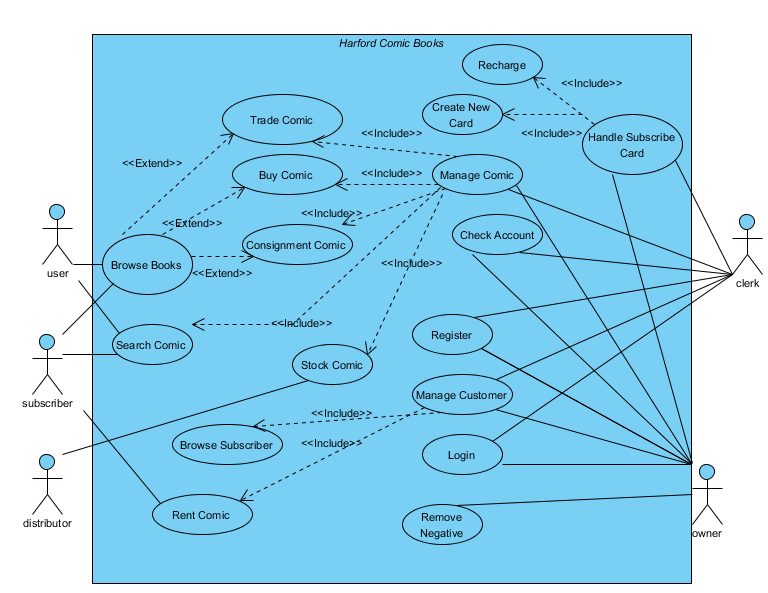 Harford Comic Books
Recharge
<<Include>>
Create New
Card
Trade Comic
<<Include>>
<<Include>>
Handle Subscribe
Card
<<Extend>>
Buy Comic
<<Include>>
Manage Comic
<<Include>>
<<Extend>>
Check Account
Consignment Comic
user
Browse Books
<<Extend>>
<<Include>>
clerk
<<Include>>
Search Comic
Register
Stock Comic
subscriber
Manage Customer
<<Include>>
Browse Subscriber
<<Include>>
Login
distributor
Rent Comic
Remove
Negative
owner